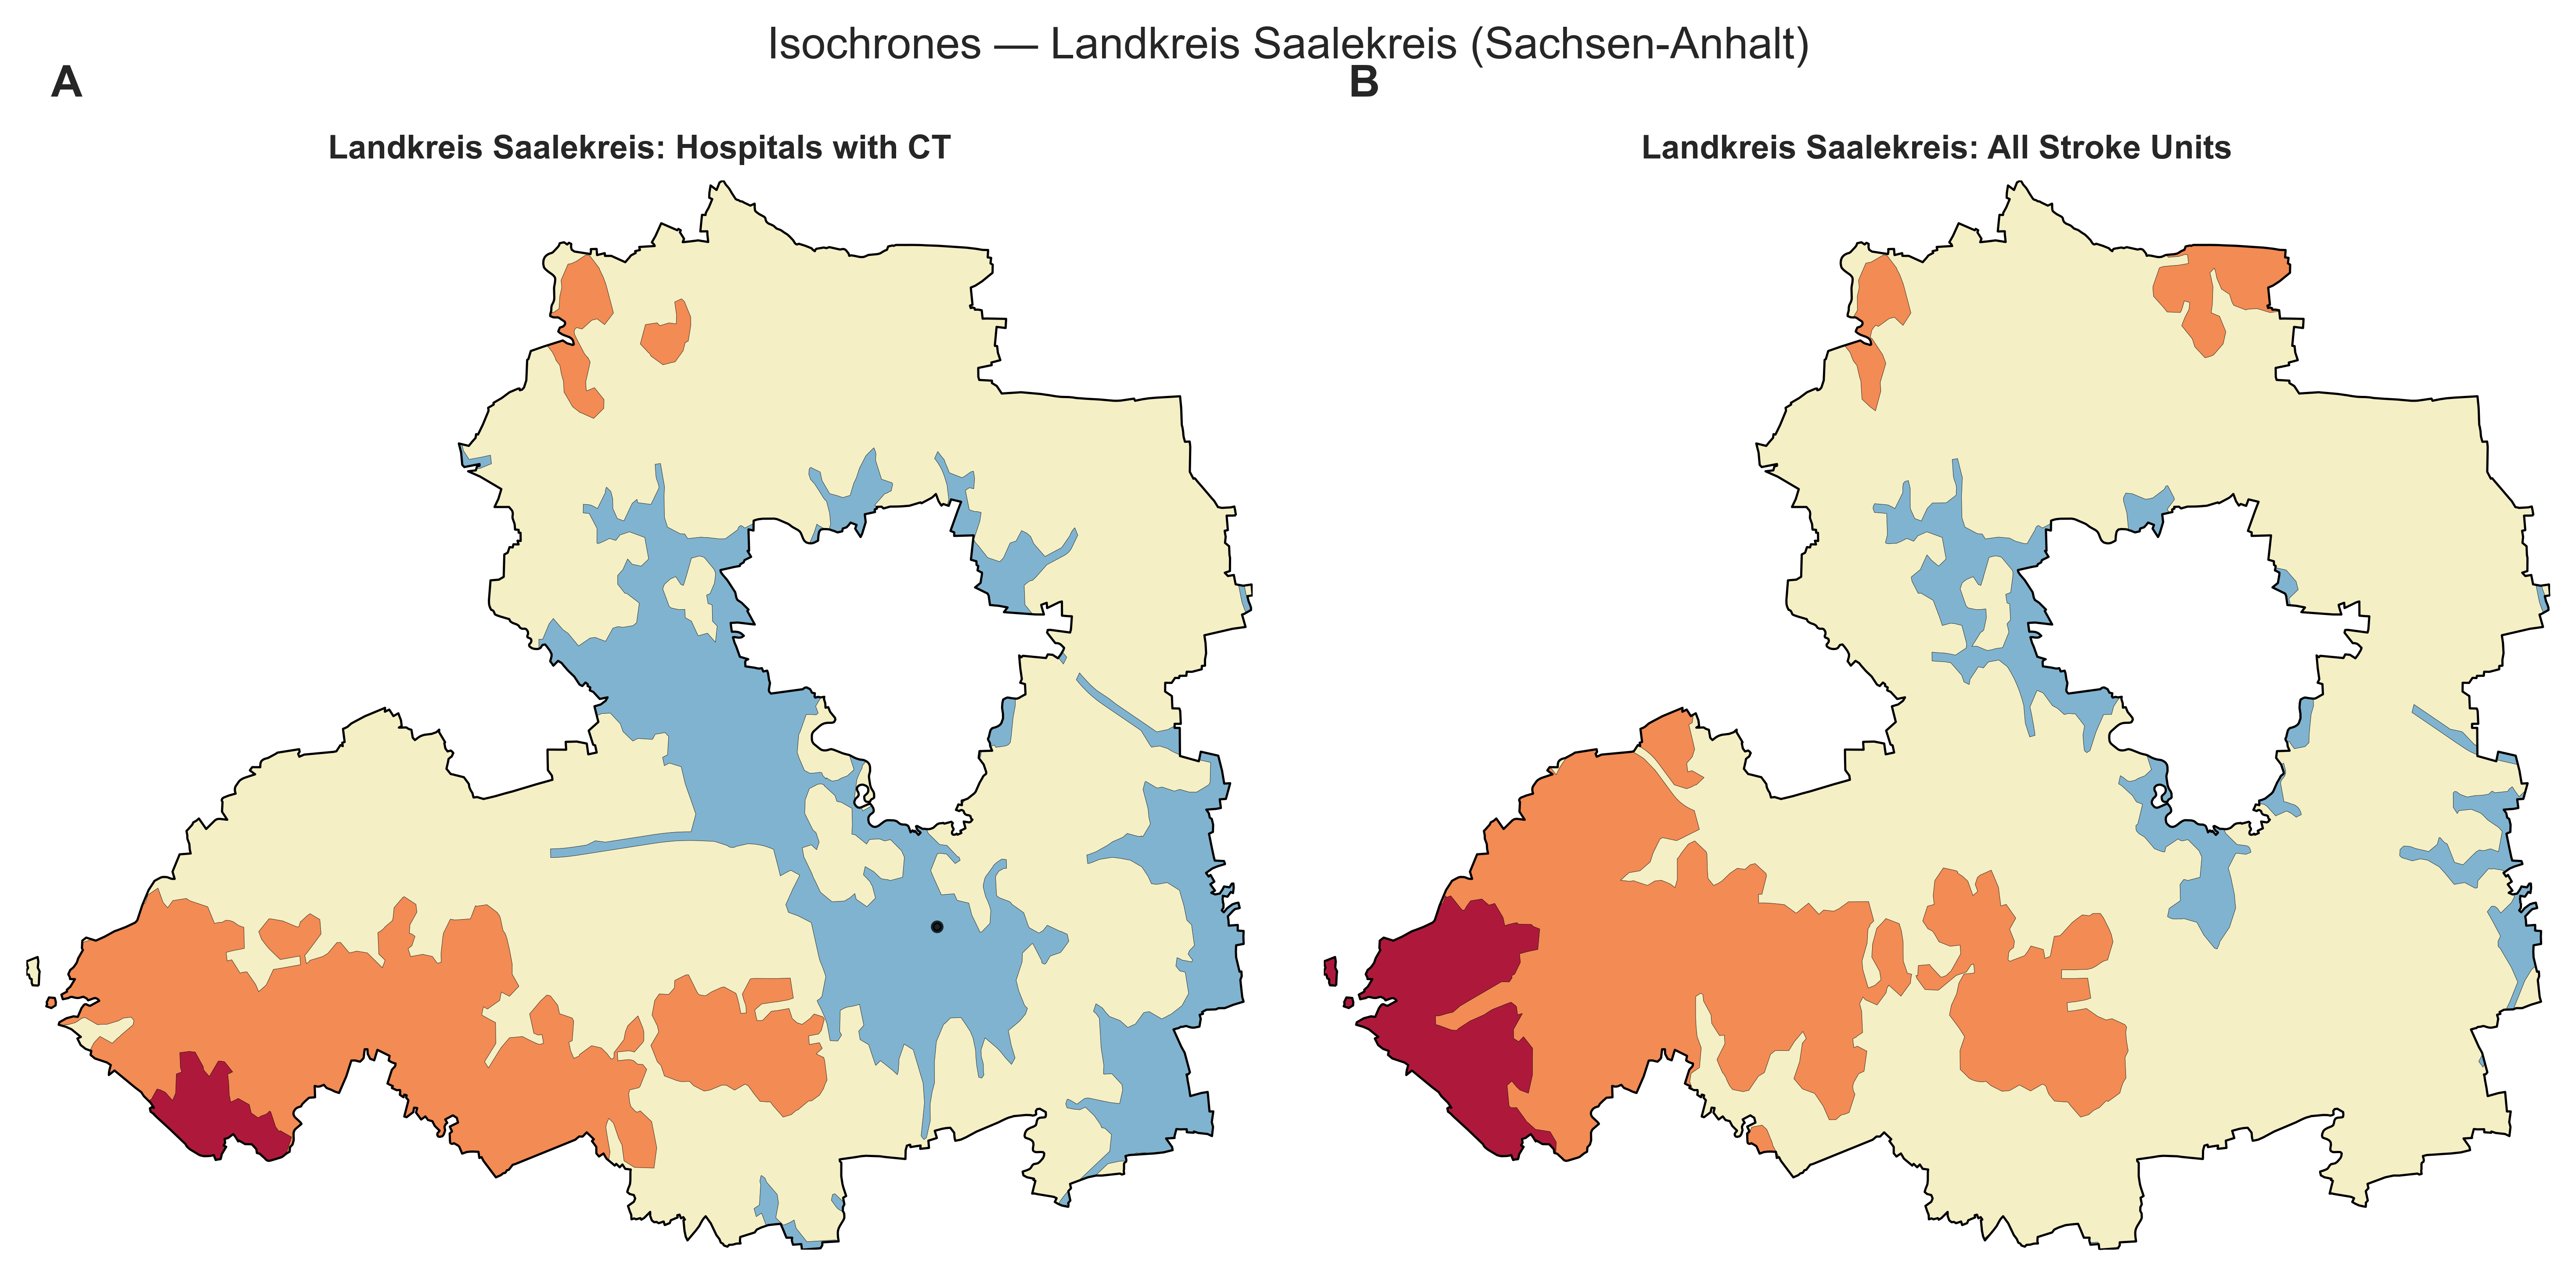 Isochrones — Landkreis Saalekreis (Sachsen-Anhalt)
A
B
Landkreis Saalekreis: Hospitals with CT
Landkreis Saalekreis: All Stroke Units